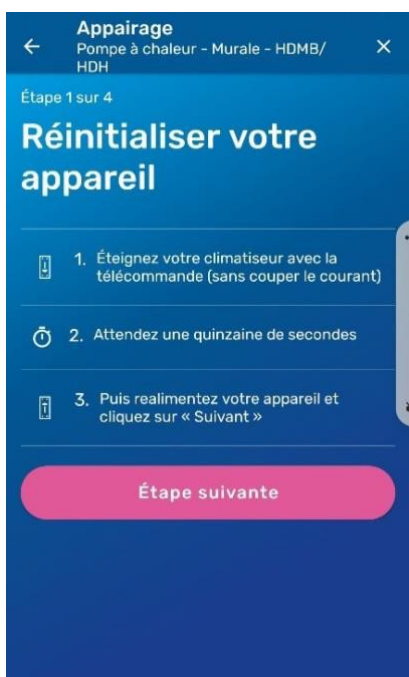 Appairage
Pompe à chaleur - Murale - HDMB/
HDH
Étape 1 sur 4
Réinitialiser votre
appareil
1. Éteignez votre climatiseur avec la
télécommande (sans couper le courant)
2. Attendez une quinzaine de secondes
3. Puis realimentez votre appareil et
cliquez sur « Suivant »
Étape suivante